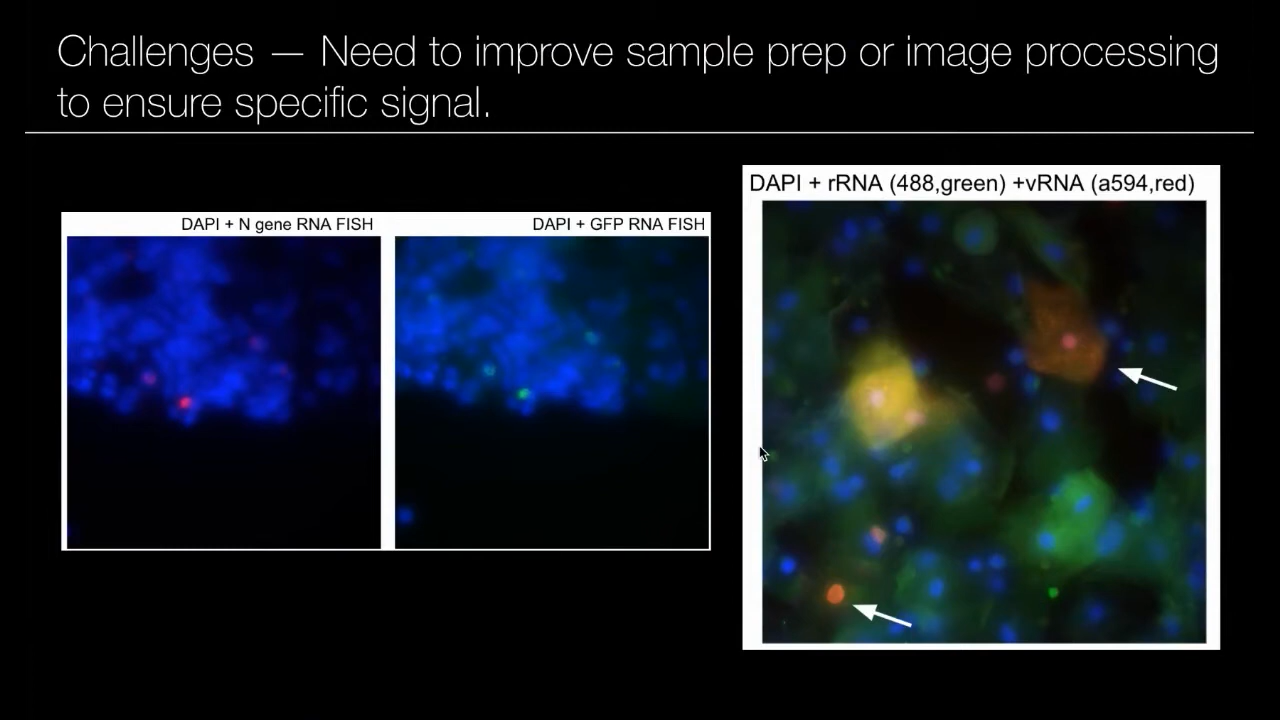 Challenges — Need to improve sample prep or image processing
to ensure specific signal.
DAPI + N gene RNA FISH
DAPI + GFP RNA FISH
DAPI + rRNA (488,green) +vRNA (a594,red)